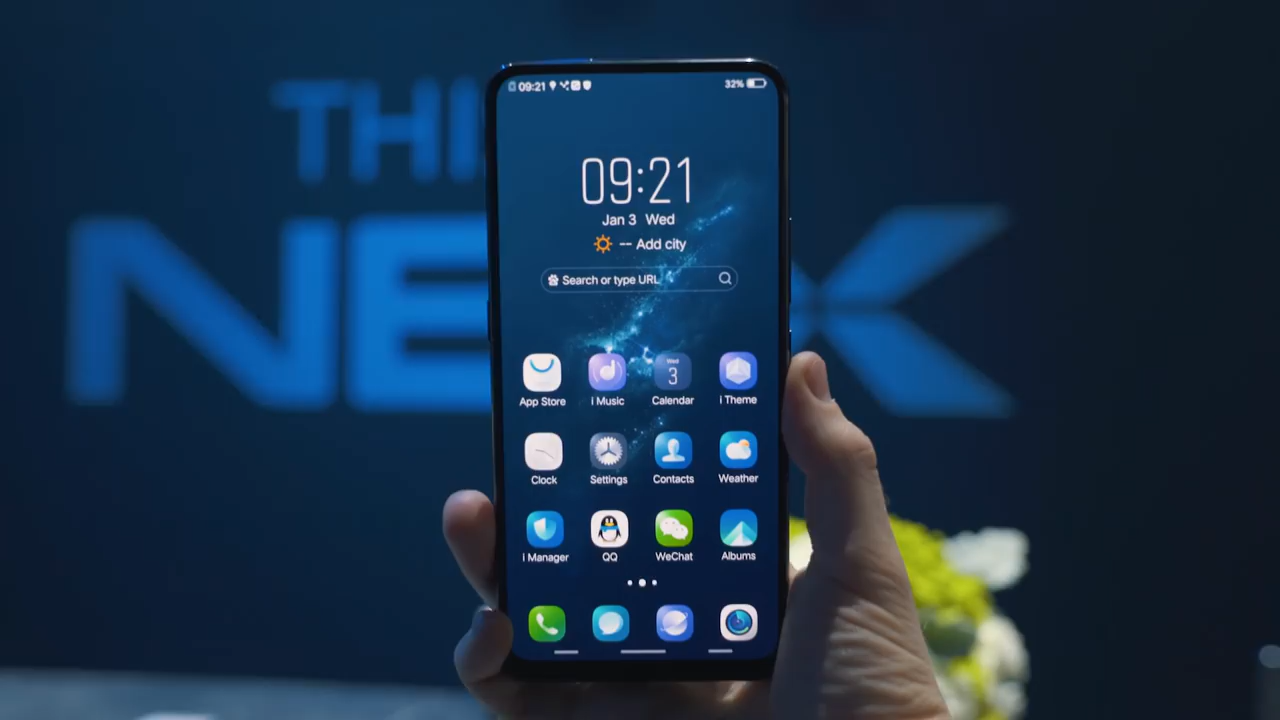 THI
NE X
09:21
32%
09:21
Jan 3 Wed
-- Add city
Search or type URL
App Store
i Music
Wed
3
Calendar
i Theme
Clock
Settings
Contacts
Weather
i Manager
QQ
WeChat
Albums